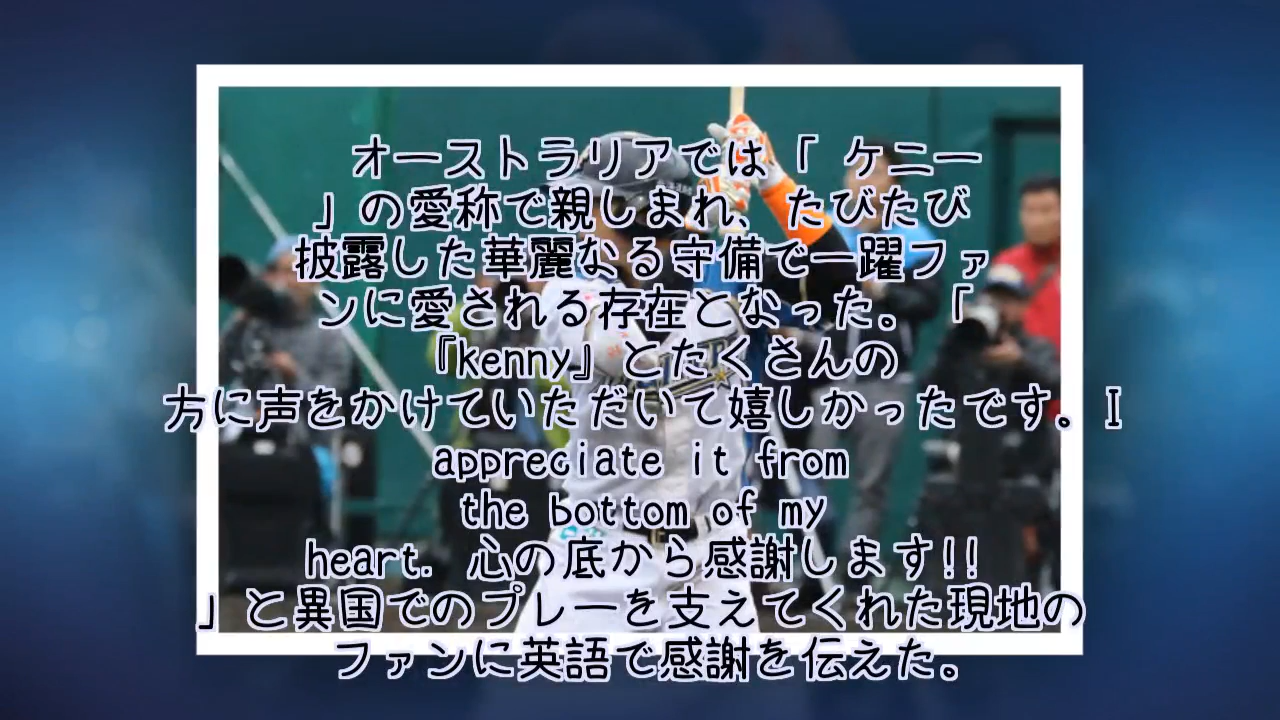 オーストラリアでは「 ケニー
」の愛称で親しまれ、たびたび
披露した華麗なる守備で一躍ファ
ンに愛される存在となった。 「
『kenny』とたくさんの
方に声をかけていただいて嬉しかったです。I
appreciate it from
the bottom of my
heart. 心の底から感謝します!!
」と異国でのプレーを支えてくれた現地の
ファンに英語で感謝を伝えた。